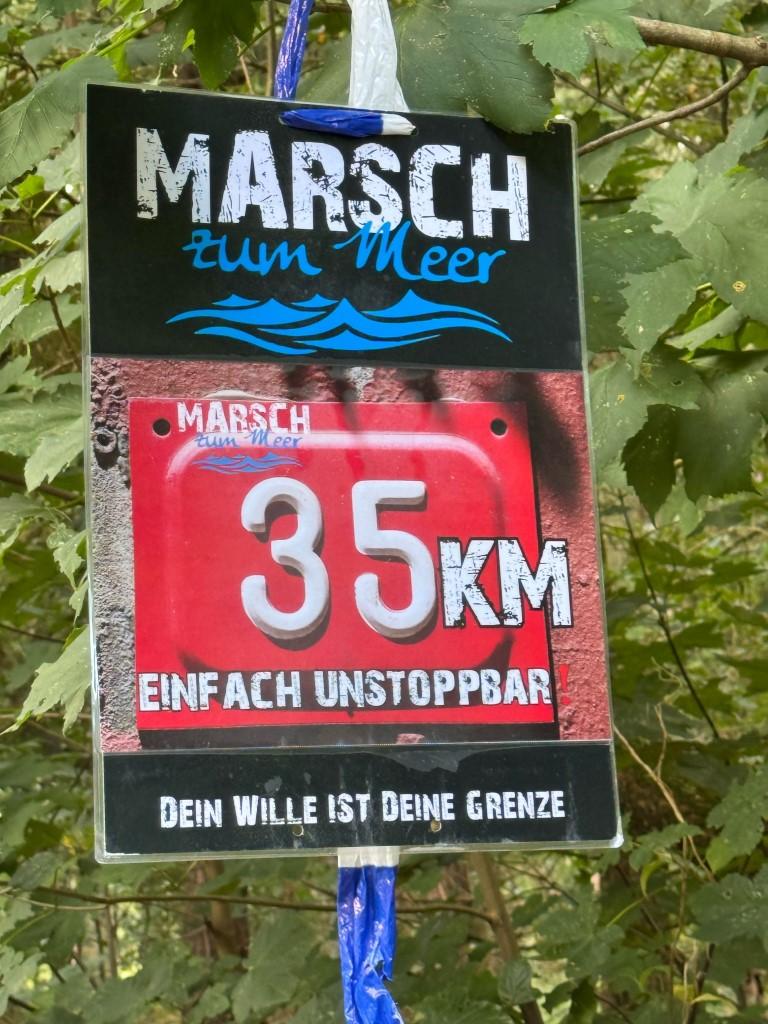 MARSCH
zum Meer
MARSCH
zum Meer
35KM
EINFACH UNSTOPPBAR!
DEIN WILLE IST DEINE GRENZE